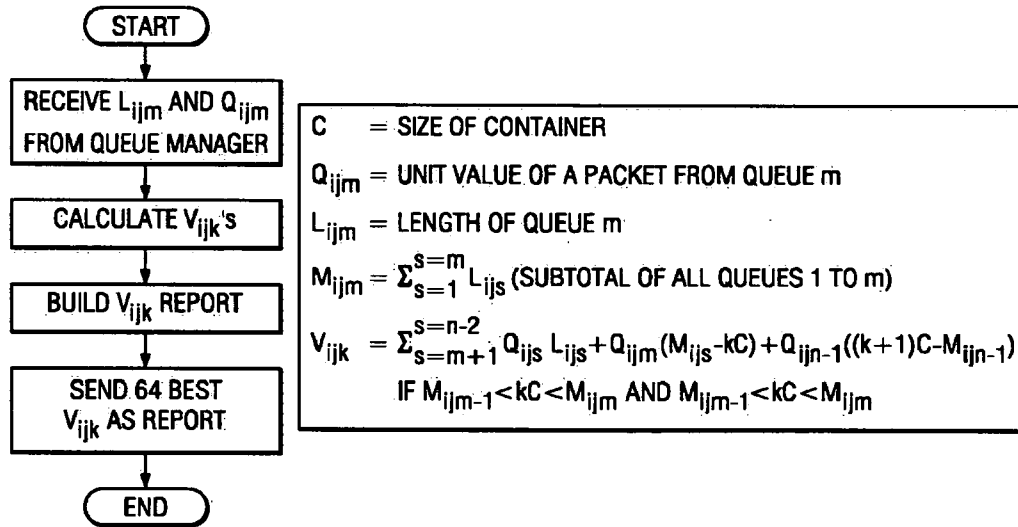 START
RECEIVE L_ijm AND Q_ijm
FROM QUEUE MANAGER
CALCULATE V_ijk's
BUILD V_ijk REPORT
SEND 64 BEST
V_ijk AS REPORT
END
C = SIZE OF CONTAINER
Q_ijm = UNIT VALUE OF A PACKET FROM QUEUE m
L_ijm = LENGTH OF QUEUE m
M_ijm = Σ_{s=1}^{s=m} L_ijs (SUBTOTAL OF ALL QUEUES 1 TO m)
V_ijk = Σ_{s=m+1}^{s=n-2} Q_ijs L_ijs+Q_ijm(M_ijs-kC)+Q_ijn-1((k+1)C-M_ijn-1)
IF M_ijm-1<kC<M_ijm AND M_ijm-1<kC<M_ijm